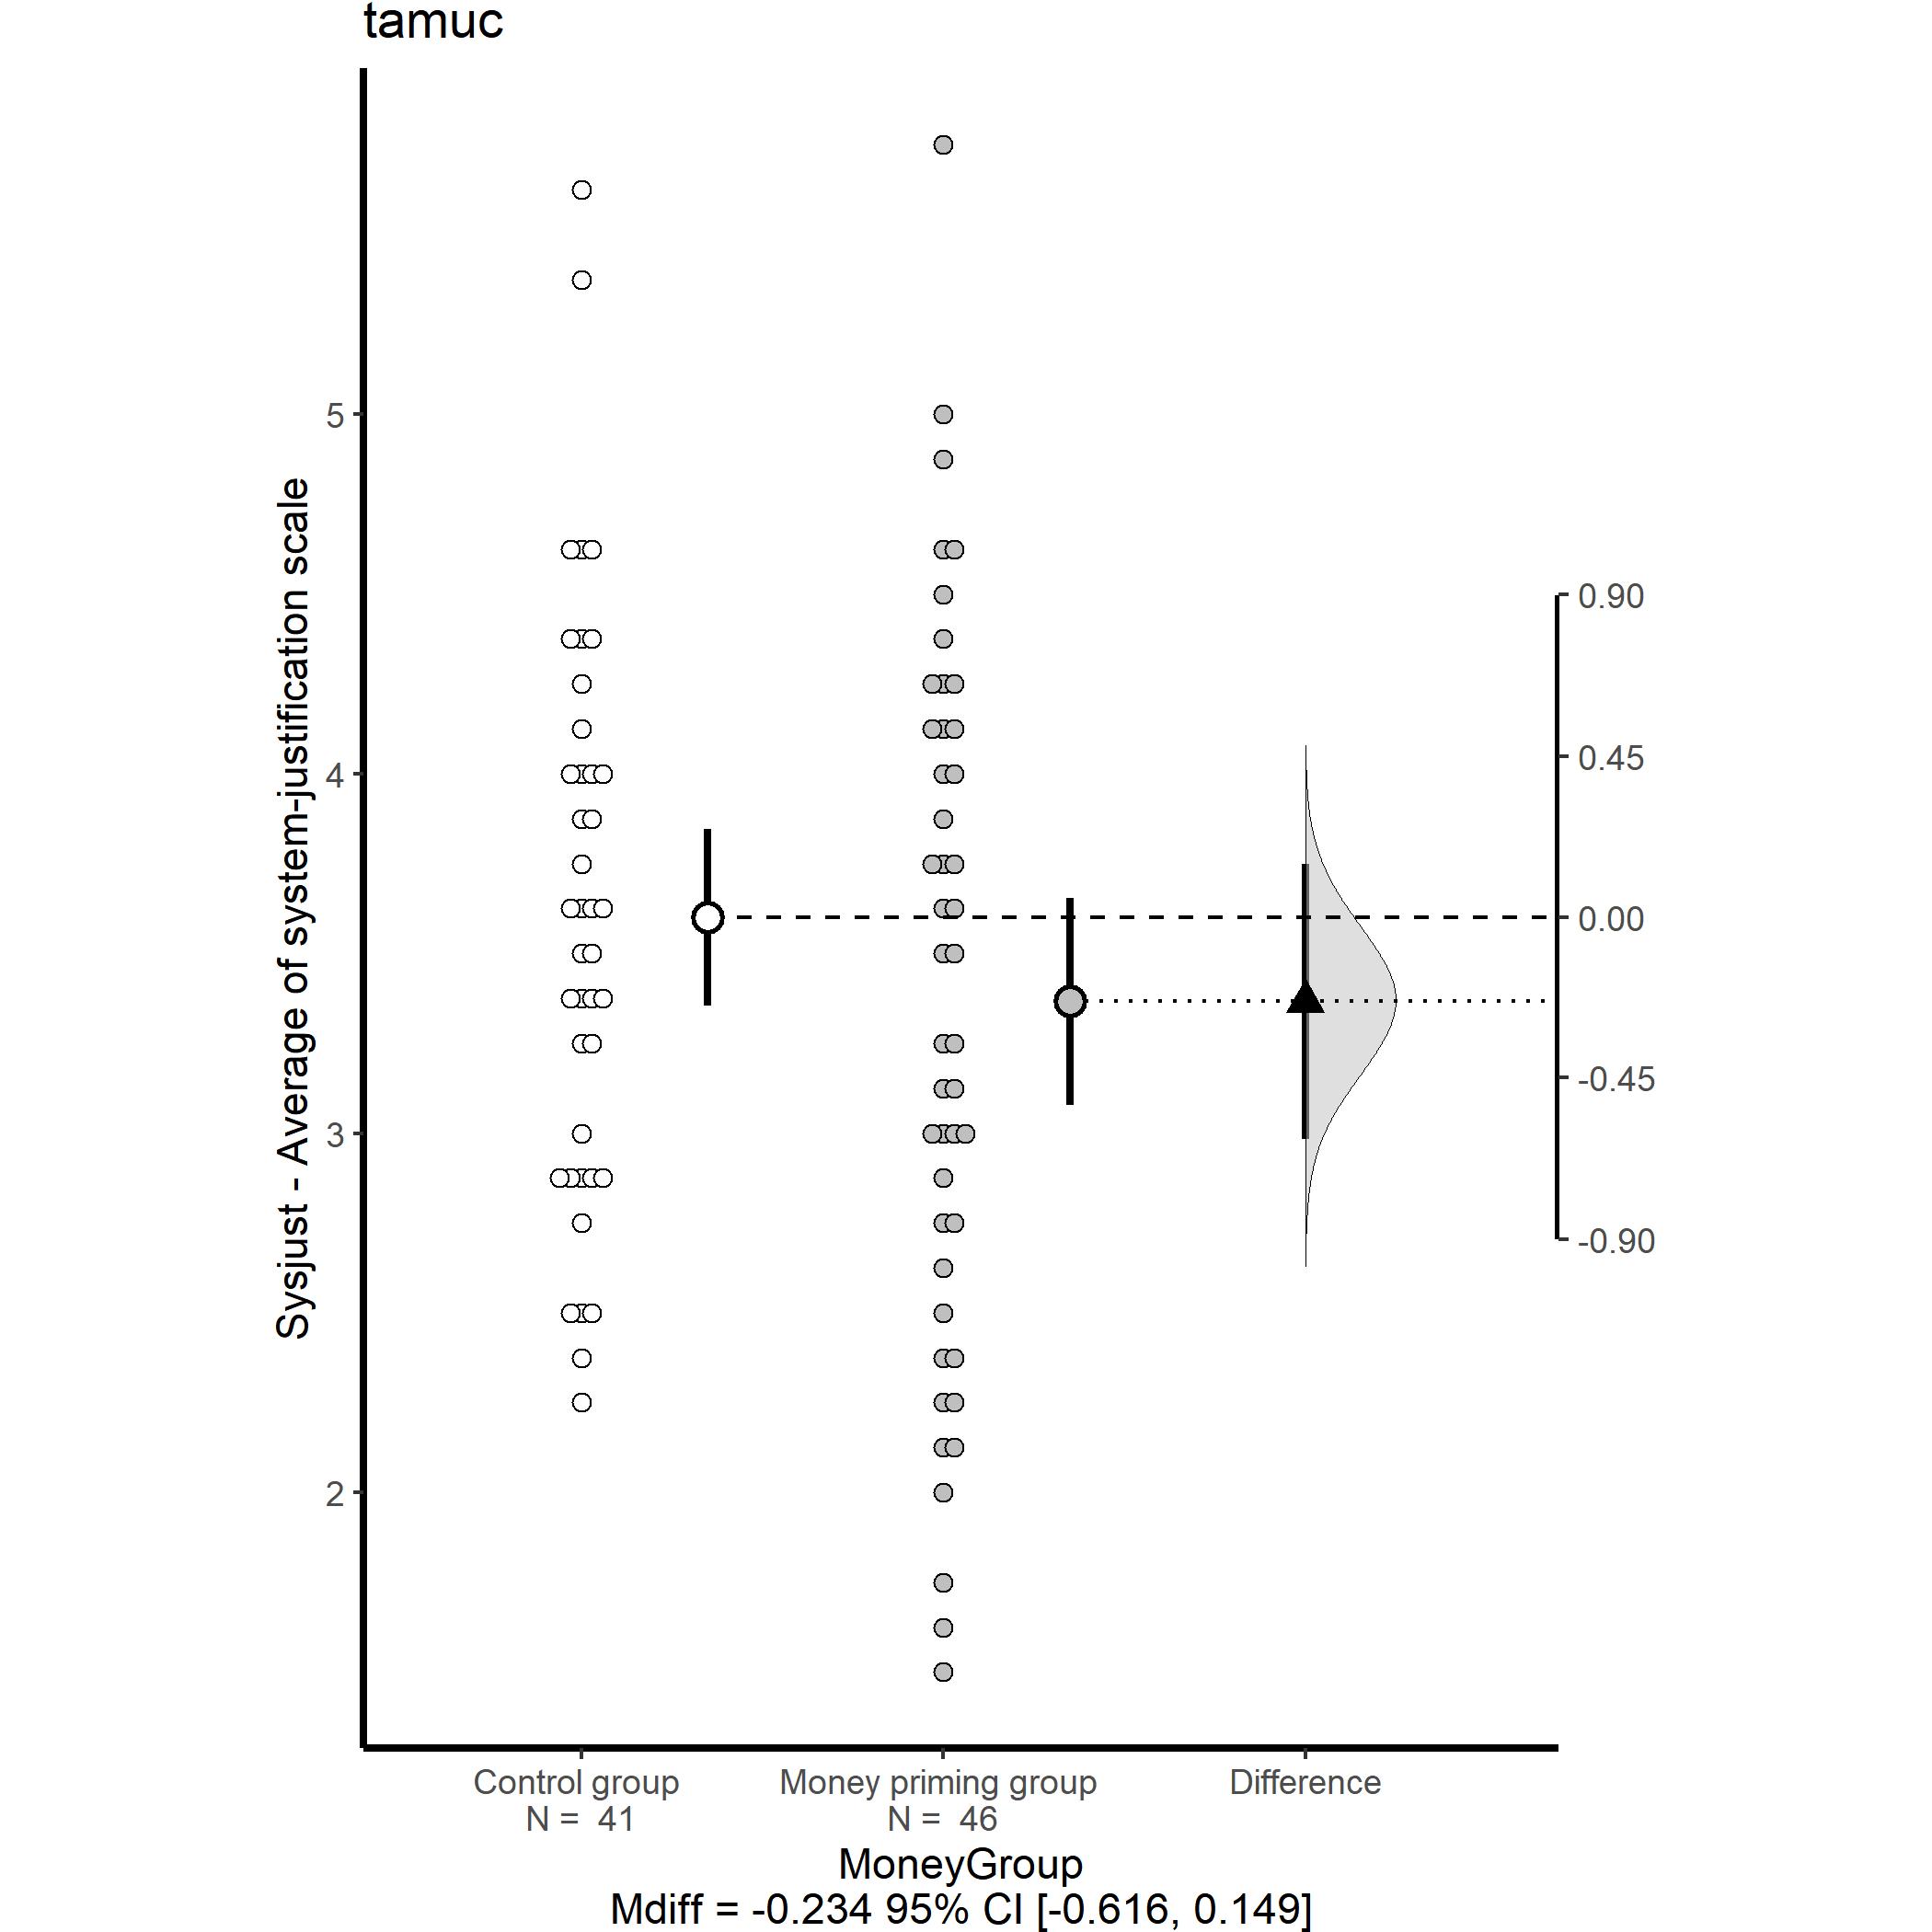 tamuc
Sysjust - Average of system-justification scale
5
4
3
2
0.90
0.45
0.00
-0.45
-0.90
Control group
N =  41
Money priming group
N =  46
Difference
MoneyGroup
Mdiff = -0.234 95% CI [-0.616, 0.149]